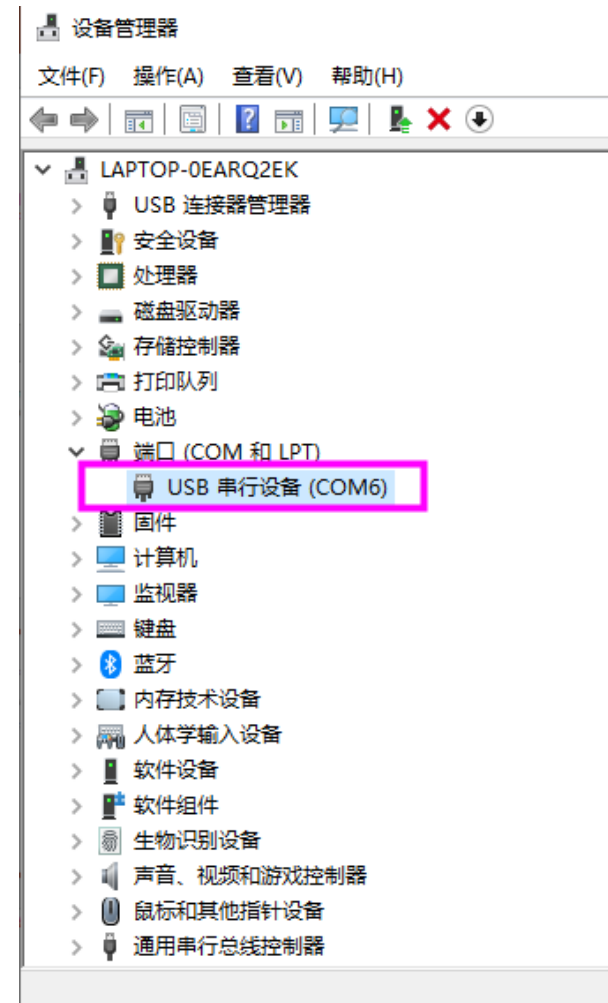 设备管理器
文件(F) 操作(A) 查看(V) 帮助(H)
LAPTOP-0EARQ2EK
USB 连接器管理器
安全设备
处理器
磁盘驱动器
存储控制器
打印队列
电池
端口 (COM 和 LPT)
USB 串行设备 (COM6)
固件
计算机
监视器
键盘
蓝牙
内存技术设备
人体学输入设备
软件设备
软件组件
生物识别设备
声音、视频和游戏控制器
鼠标和其他指针设备
通用串行总线控制器